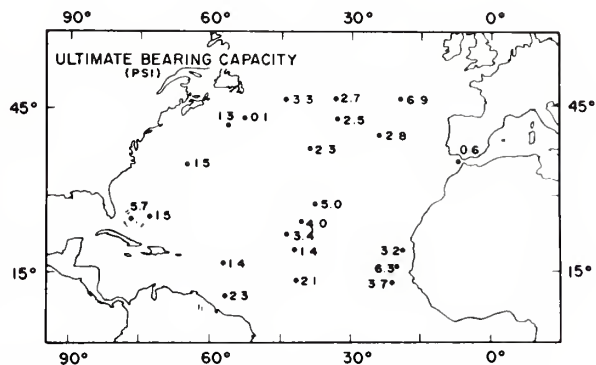 90° 60° 30° 0°
ULTIMATE BEARING CAPACITY
(PSI)
45° 3.3 2.7 6.9 45°
1.3 0.1 2.5
2.8
2.3 0.6
1.5
5.7 5.0
1.5 4.0
3.4
1.4 3.2
1.4 6.3
15° 2.1 3.7 15°
2.3
90° 60° 30° 0°